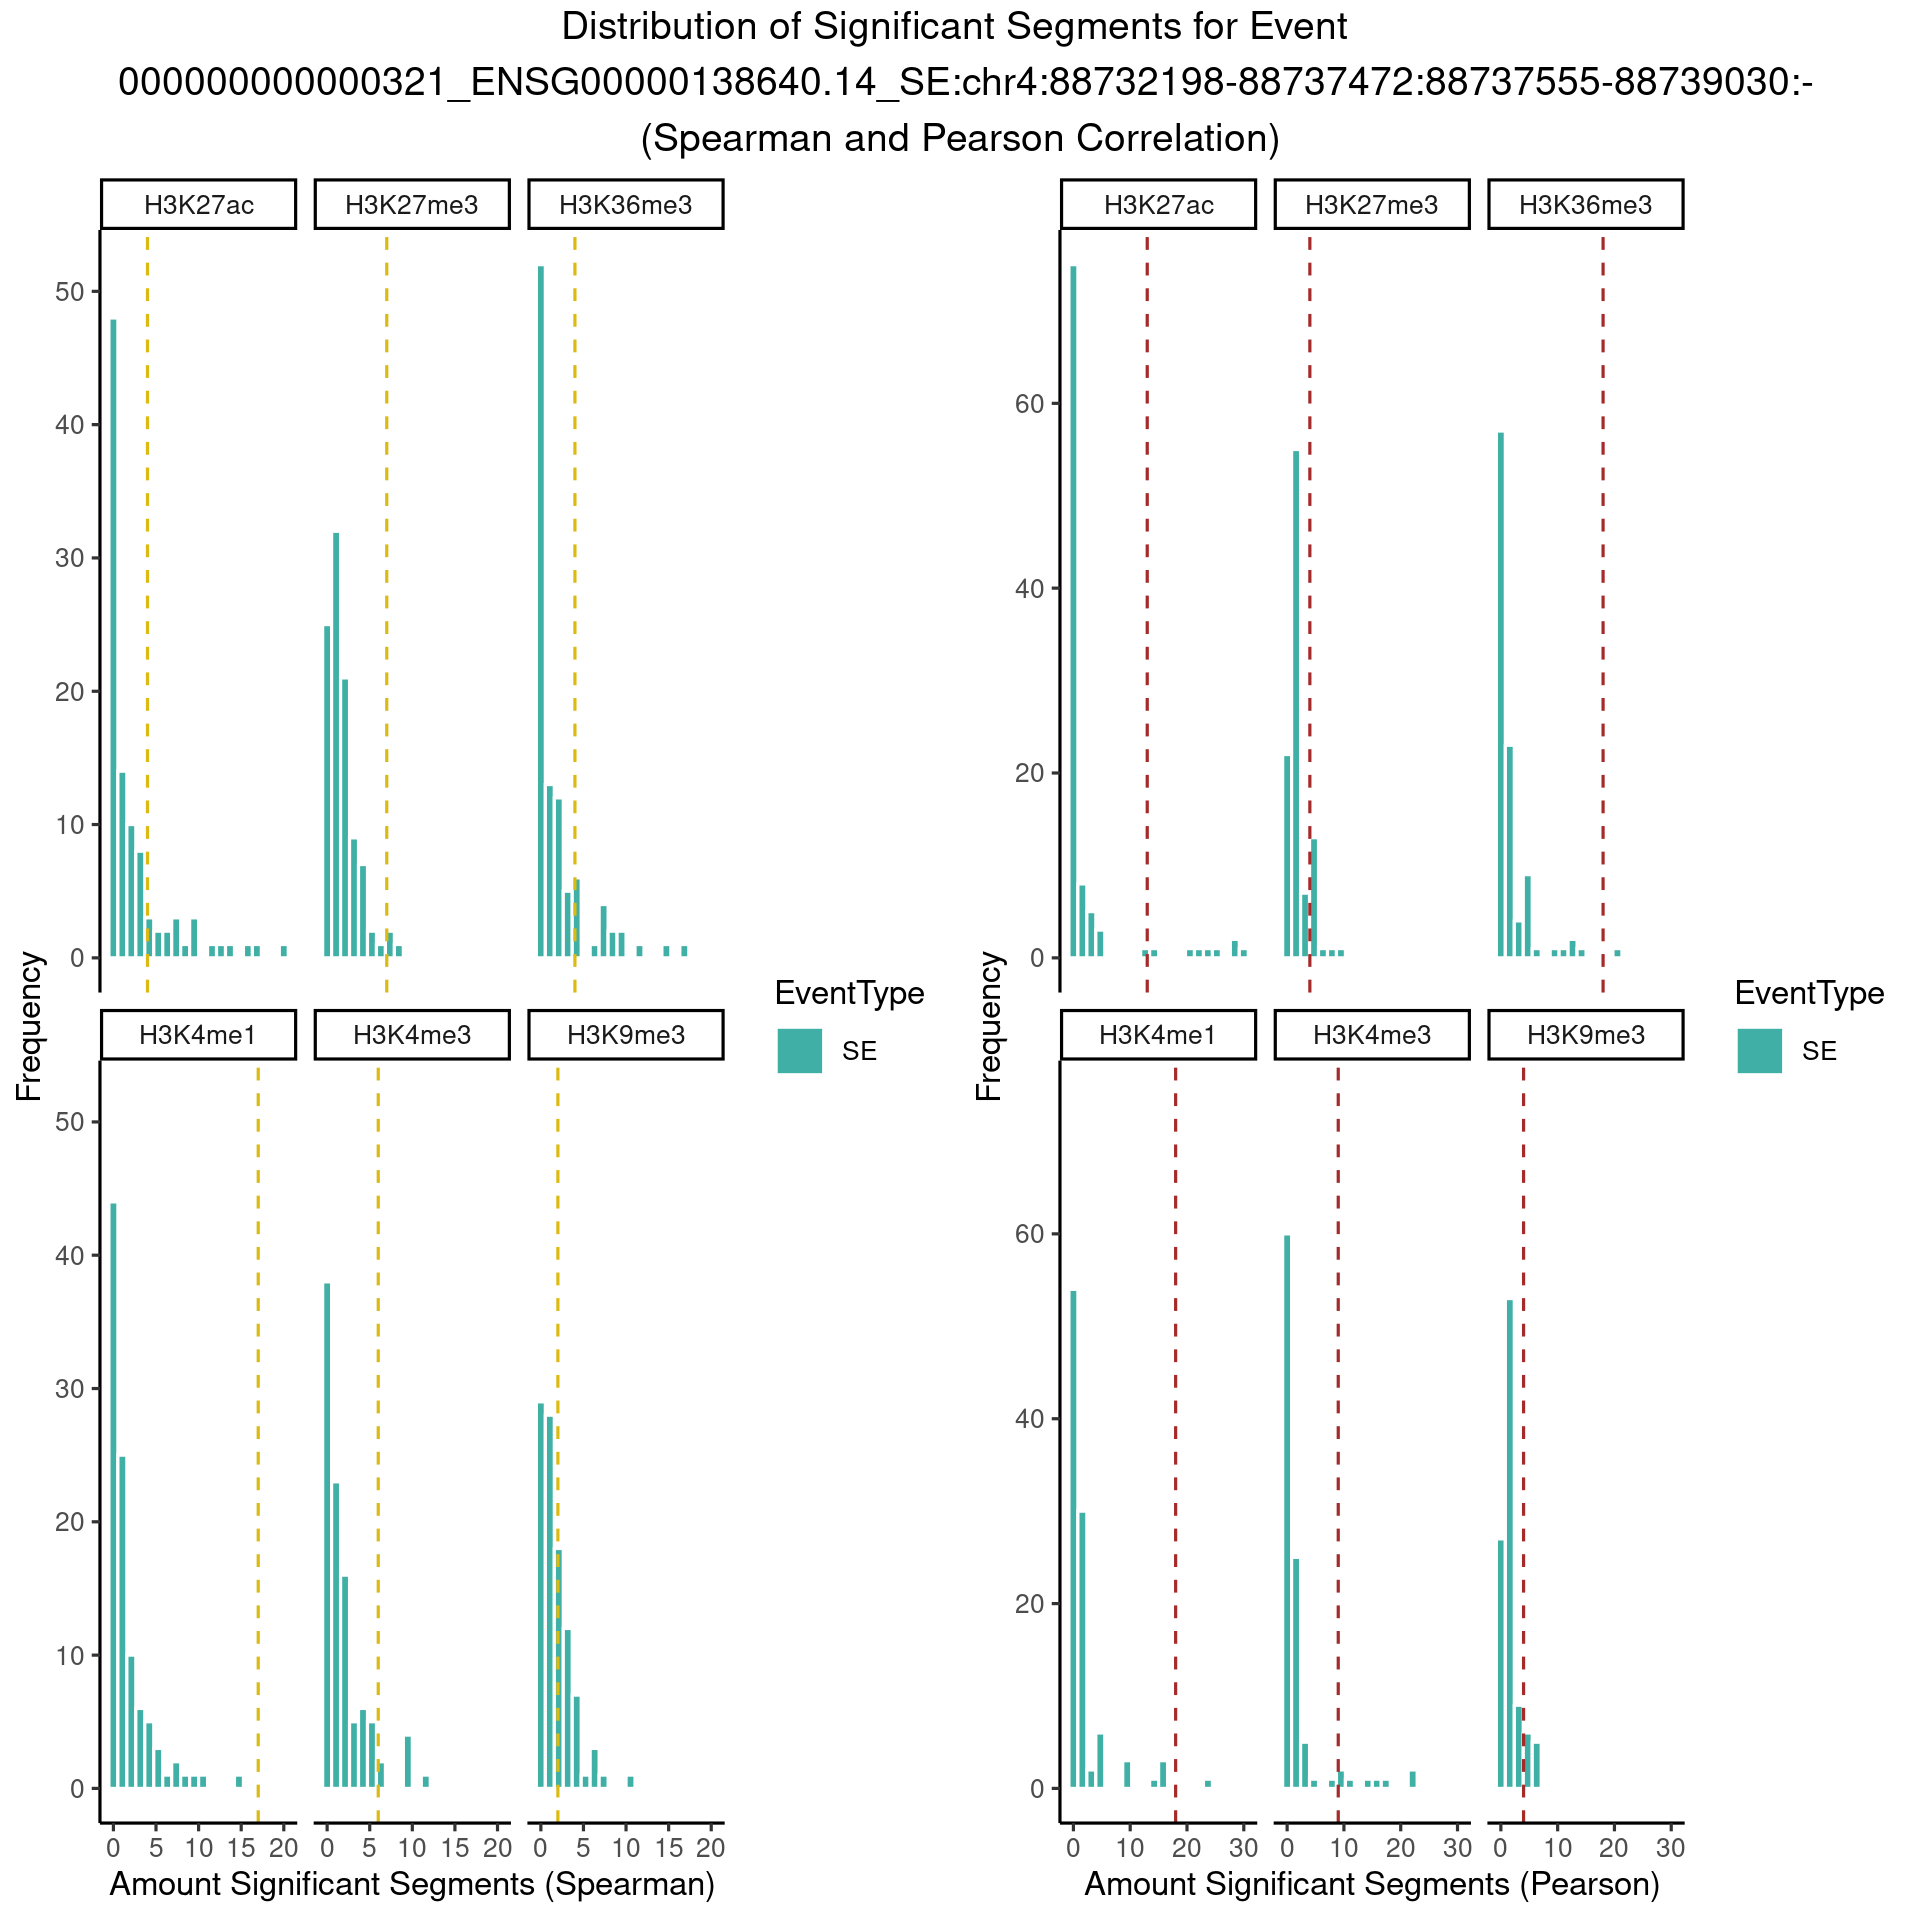 Distribution of Significant Segments for Event
000000000000321_ENSG00000138640.14_SE:chr4:88732198-88737472:88737555-88739030:-
(Spearman and Pearson Correlation)
H3K27ac H3K27me3 H3K36me3
50
40
30
20
10
0
H3K4me1 H3K4me3 H3K9me3
50
40
30
20
10
0
0 5 10 15 20 0 5 10 15 20 0 5 10 15 20
Amount Significant Segments (Spearman)
Frequency
EventType
SE
H3K27ac H3K27me3 H3K36me3
60
40
20
0
H3K4me1 H3K4me3 H3K9me3
60
40
20
0
0 10 20 30 0 10 20 30 0 10 20 30
Amount Significant Segments (Pearson)
Frequency
EventType
SE